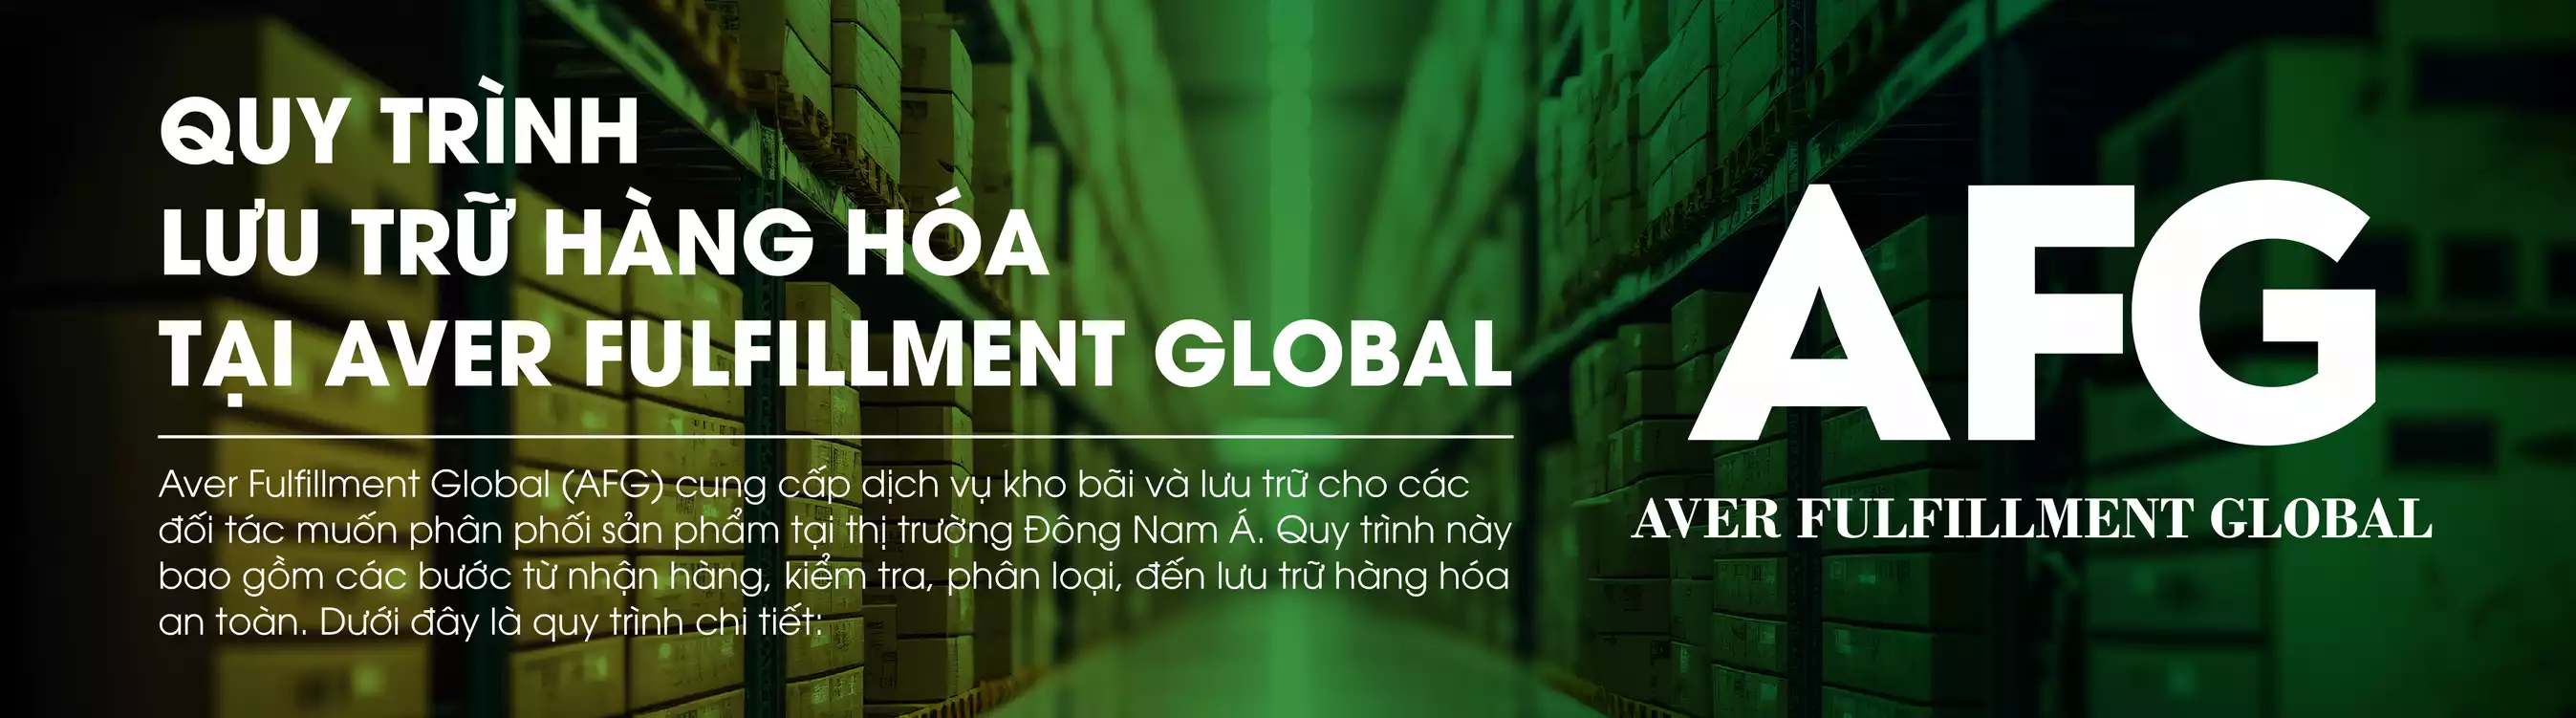 QUY TRÌNH
LƯU TRỮ HÀNG HÓA
TẠI AVER FULFILLMENT GLOBAL
Aver Fulfillment Global (AFG) cung cấp dịch vụ kho bãi và lưu trữ cho các
đối tác muốn phân phối sản phẩm tại thị trường Đông Nam Á. Quy trình này
bao gồm các bước từ nhận hàng, kiểm tra, phân loại, đến lưu trữ hàng hóa
an toàn. Dưới đây là quy trình chi tiết:
AFG
AVER FULFILLMENT GLOBAL